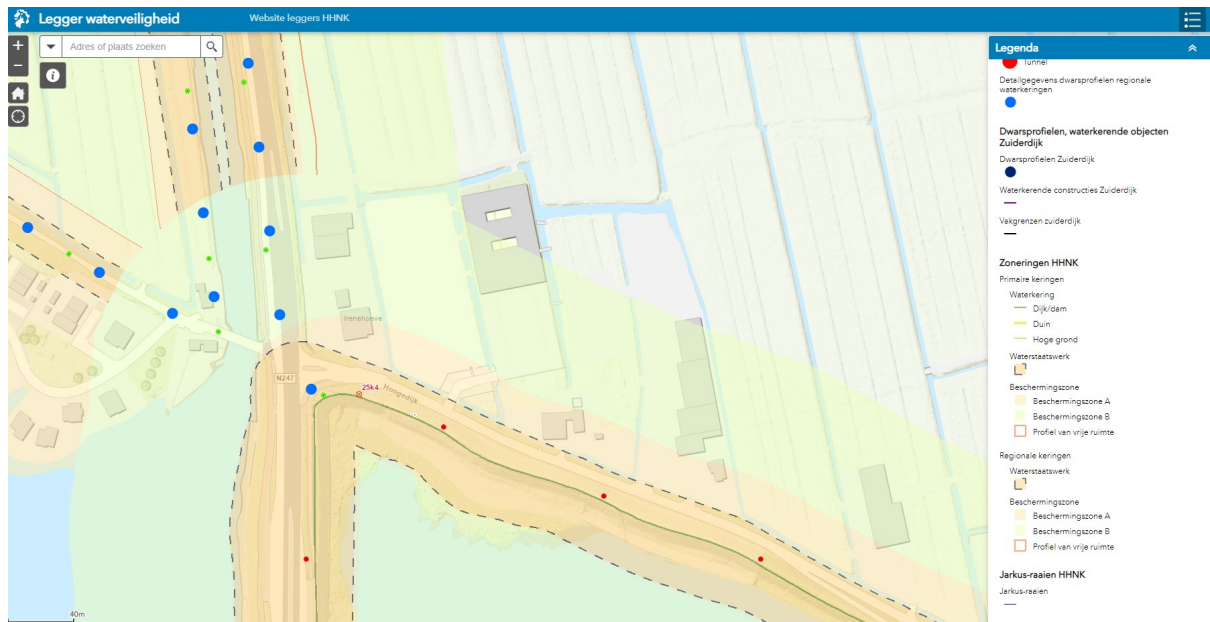 Legger waterveiligheid
Website leggers HHNK
+
Adres of plaats zoeken
−
i
Irenehoeve
N247
25k4
Hoogedijk
40m
Legenda
Tunnel
Detailgegevens dwarsprofielen regionale
waterkeringen
Dwarsprofielen, waterkerende objecten
Zuiderdijk
Dwarsprofielen Zuiderdijk
Waterkerende constructies Zuiderdijk
Vakgrenzen zuiderdijk
Zoneringen HHNK
Primaire keringen
Waterkering
Dijk/dam
Duin
Hoge grond
Waterstaatswerk
Beschermingszone
Beschermingszone A
Beschermingszone B
Profiel van vrije ruimte
Regionale keringen
Waterstaatswerk
Beschermingszone
Beschermingszone A
Beschermingszone B
Profiel van vrije ruimte
Jarkus-raaien HHNK
Jarkus-raaien